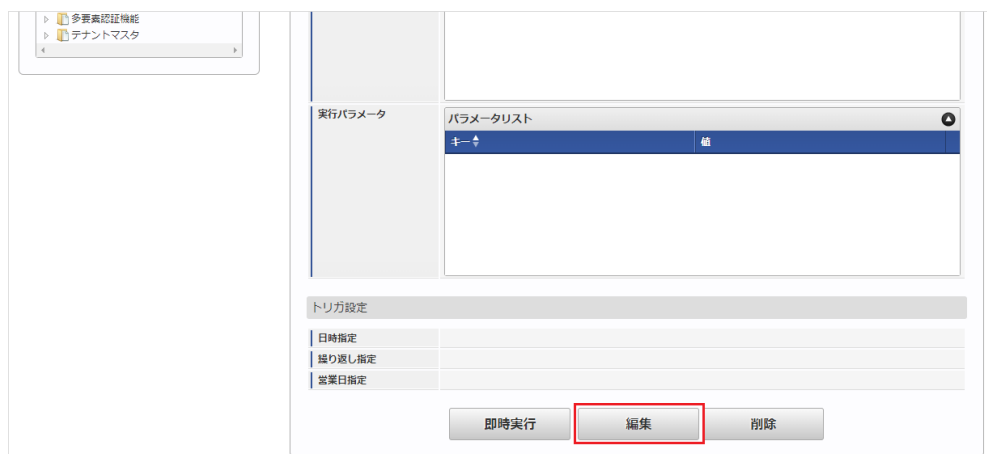 多要素認証機能
テナントマスタ
実行パラメータ
パラメータリスト
キー
値
トリガ設定
日時指定
繰り返し指定
営業日指定
即時実行
編集
削除